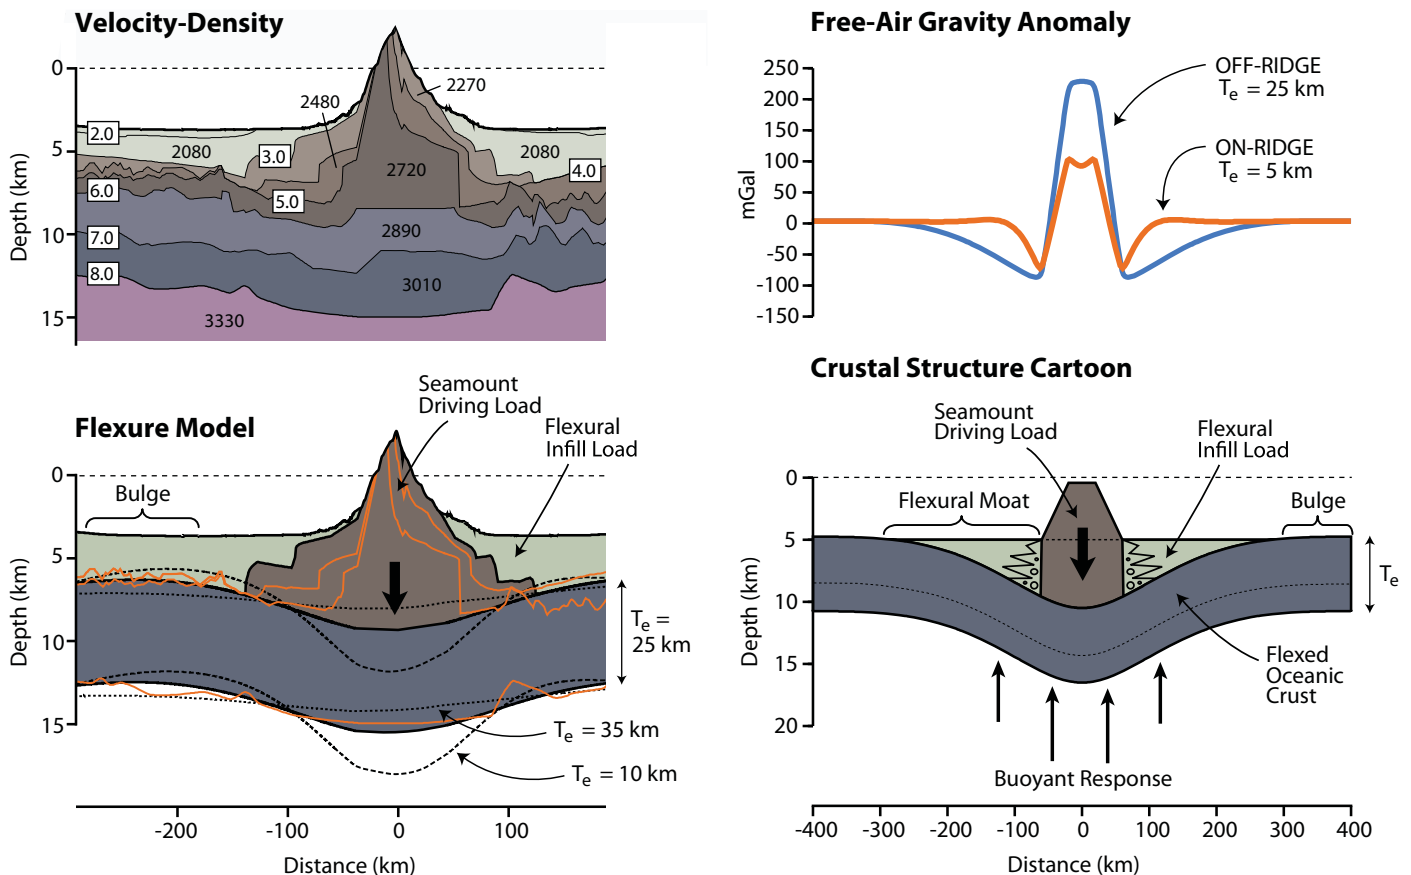 Velocity-Density
0
5
10
15
Depth (km)
2.0
2080
3.0
2480
2270
2720
2080
4.0
6.0
5.0
7.0
2890
8.0
3010
3330
Free-Air Gravity Anomaly
250
200
150
100
50
0
-50
-100
-150
mGal
OFF-RIDGE
Te = 25 km
ON-RIDGE
Te = 5 km
Flexure Model
Seamount
Driving Load
Flexural
Infill Load
Bulge
0
5
10
15
Depth (km)
Te =
25 km
Te = 35 km
Te = 10 km
-200
-100
0
100
Distance (km)
Crustal Structure Cartoon
Seamount
Driving Load
Flexural
Infill Load
Flexural Moat
Bulge
0
5
10
15
20
Depth (km)
Te
Flexed
Oceanic
Crust
Buoyant Response
-400
-300
-200
-100
0
100
200
300
400
Distance (km)